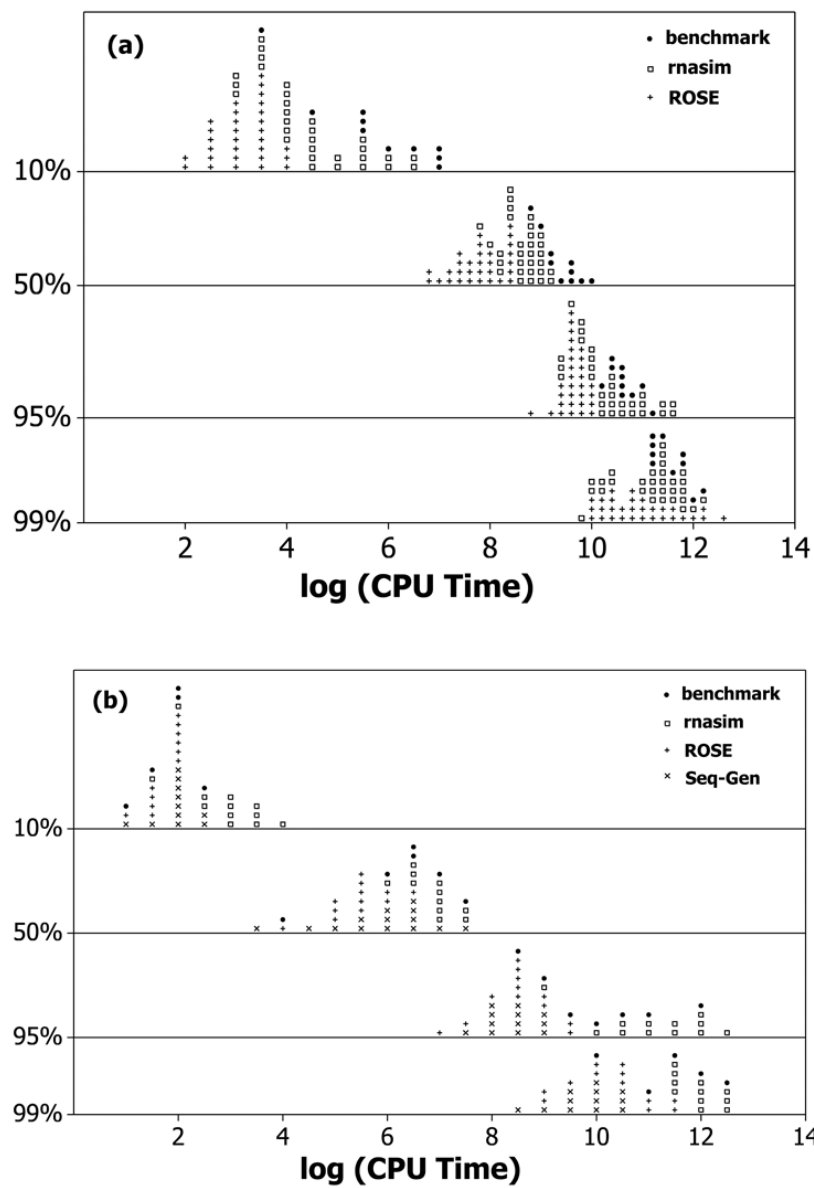 (a)
benchmark
rnasim
ROSE
10%
50%
95%
99%
2 4 6 8 10 12 14
log (CPU Time)
(b)
benchmark
rnasim
ROSE
Seq-Gen
10%
50%
95%
99%
2 4 6 8 10 12 14
log (CPU Time)